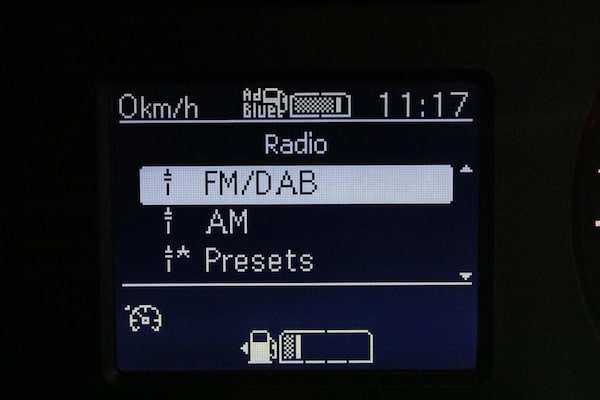 0km/h AdBlue 11:17
Radio
FM/DAB
AM
Presets